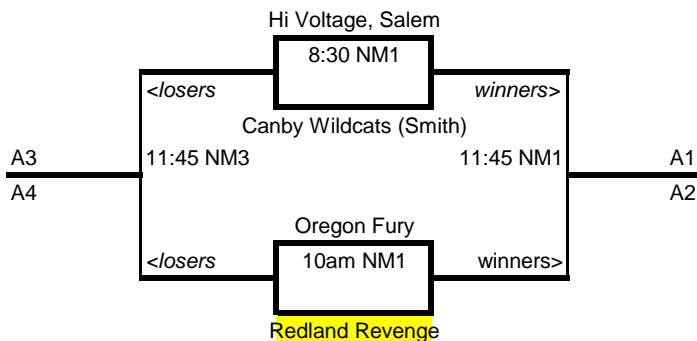 Hi Voltage, Salem
8:30 NM1
<losers
winners>
Canby Wildcats (Smith)
A3
11:45 NM3
11:45 NM1
A1
A4
A2
Oregon Fury
<losers
10am NM1
winners>
Redland Revenge